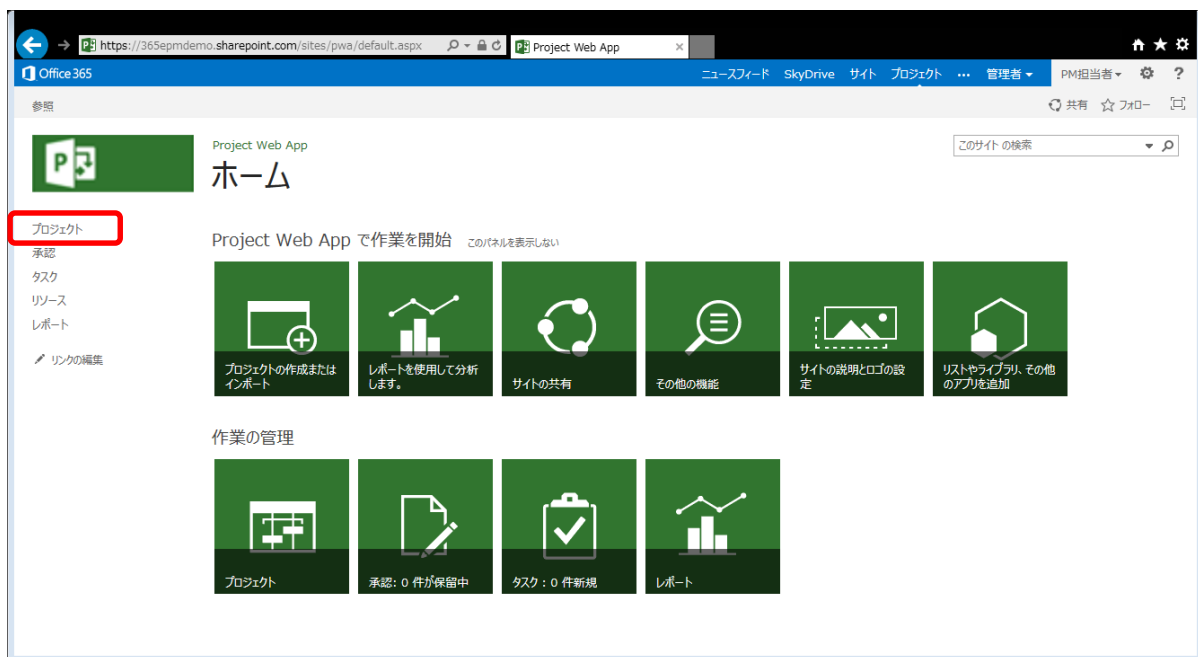 https://365epmdemo.sharepoint.com/sites/pwa/default.aspx
Project Web App
Office 365
ニュースフィード SkyDrive サイト プロジェクト ... 管理者 PM担当者 ?
参照
共有 フォロー
Project Web App
このサイト の検索
ホーム
プロジェクト
承認
タスク
リソース
レポート
リンクの編集
Project Web App で作業を開始 このパネルを表示しない
プロジェクトの作成または
インポート
レポートを使用して分析
します。
サイトの共有
その他の機能
サイトの説明とロゴの設
定
リストやライブラリ、その他
のアプリを追加
作業の管理
プロジェクト
承認: 0 件が保留中
タスク : 0 件新規
レポート